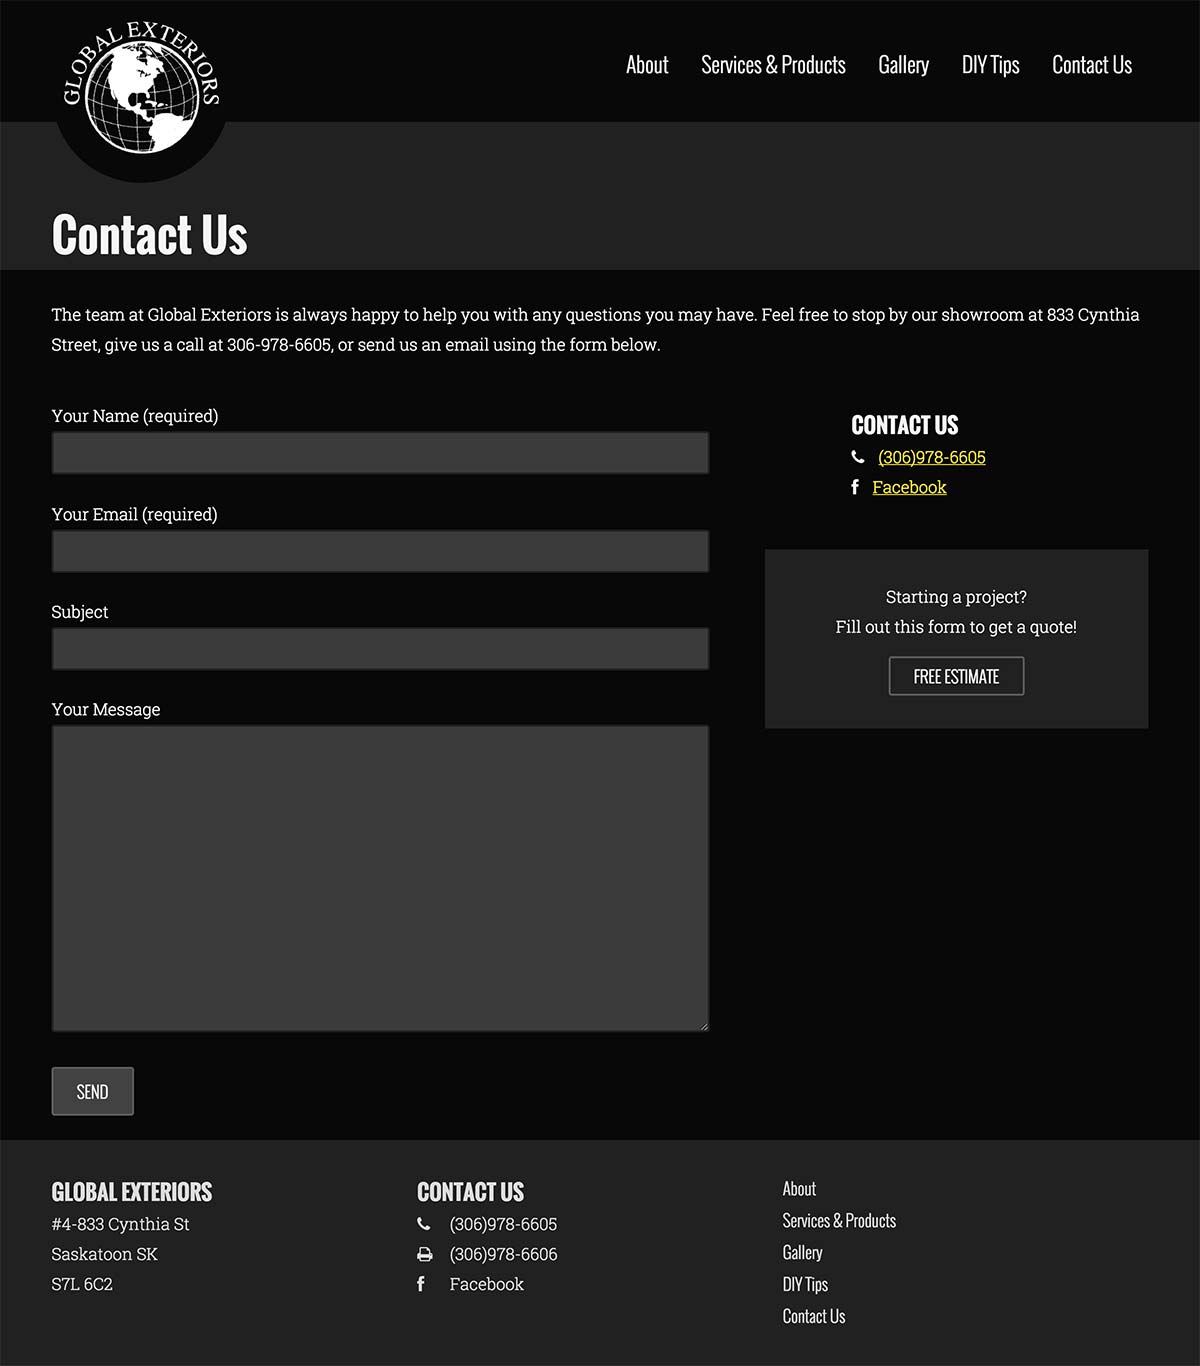 GLOBAL EXTERIORS
About
Services & Products
Gallery
DIY Tips
Contact Us
Contact Us
The team at Global Exteriors is always happy to help you with any questions you may have. Feel free to stop by our showroom at 833 Cynthia
Street, give us a call at 306-978-6605, or send us an email using the form below.
Your Name (required)
Your Email (required)
Subject
Your Message
SEND
CONTACT US
(306)978-6605
Facebook
Starting a project?
Fill out this form to get a quote!
FREE ESTIMATE
GLOBAL EXTERIORS
#4-833 Cynthia St
Saskatoon SK
S7L 6C2
CONTACT US
(306)978-6605
(306)978-6606
Facebook
About
Services & Products
Gallery
DIY Tips
Contact Us